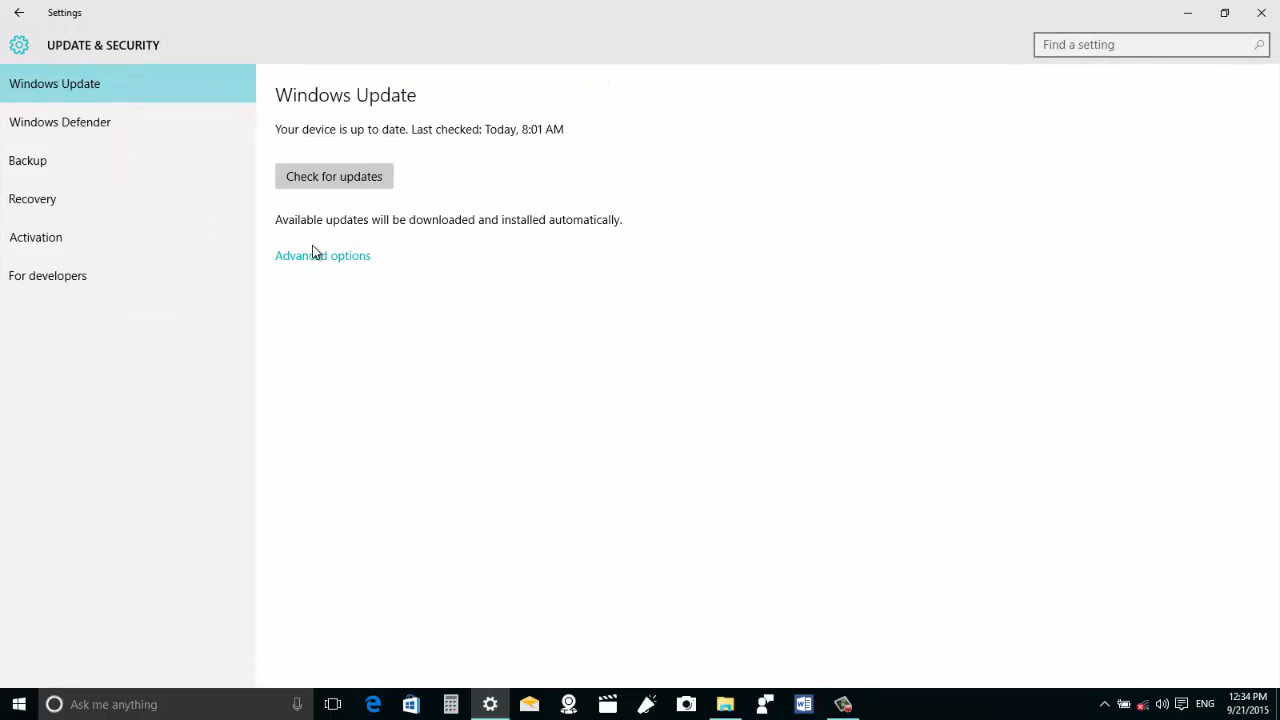 Settings
UPDATE & SECURITY
Find a setting
Windows Update
Windows Defender
Backup
Recovery
Activation
For developers
Windows Update
Your device is up to date. Last checked: Today, 8:01 AM
Check for updates
Available updates will be downloaded and installed automatically.
Advanced options
Ask me anything
ENG
12:34 PM
9/21/2015